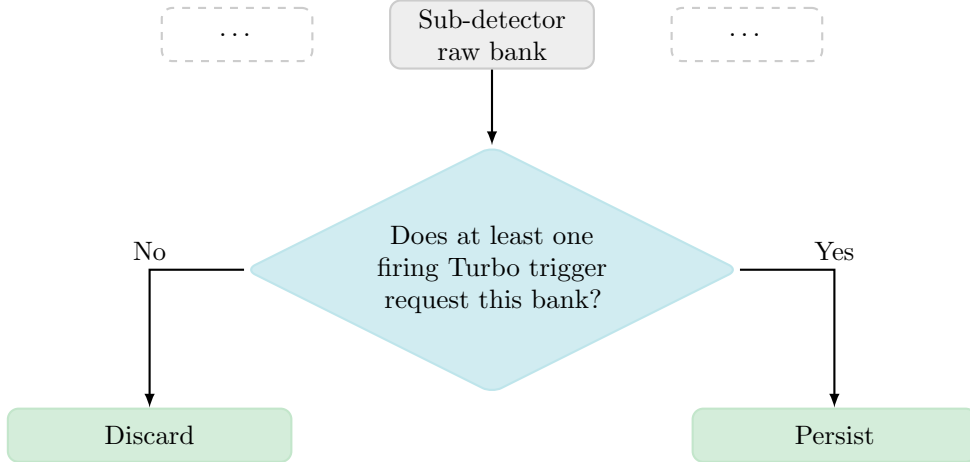 ...
Sub-detector
raw bank
...
Does at least one
firing Turbo trigger
request this bank?
No
Yes
Discard
Persist